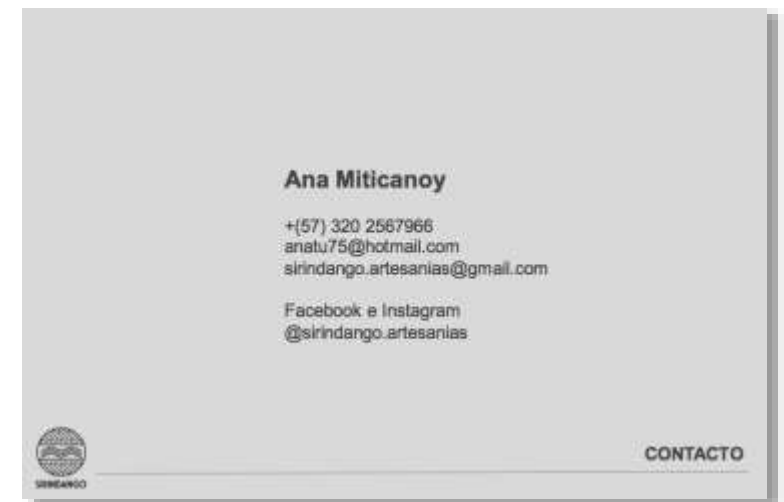 Ana Miticanoy
+(57) 320 2567966
anatu75@hotmail.com
sirindango.artesanias@gmail.com
Facebook e Instagram
@sirindango.artesanias
CONTACTO
SIRINDANGO